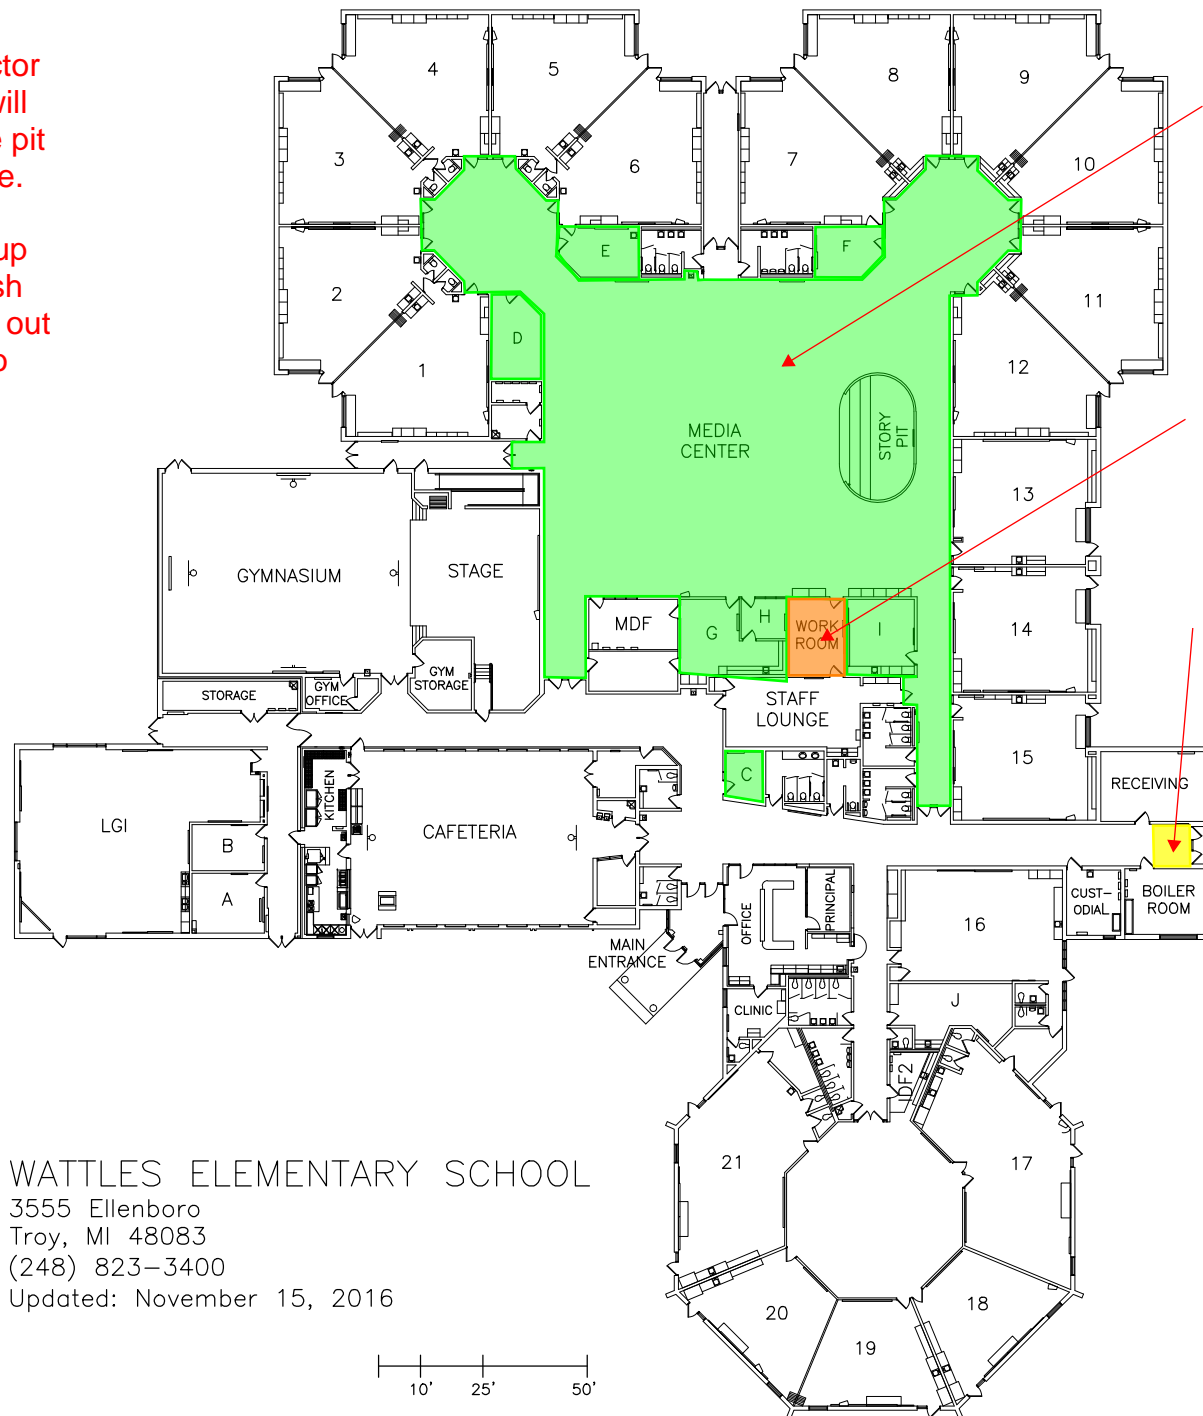 ctor
will
e pit
e.
up
sh
out
o
4
5
8
9
3
6
7
10
E
F
2
11
D
1
12
MEDIA
CENTER
STORY
PIT
13
GYMNASIUM
STAGE
MDF
G
H
WORK
ROOM
I
14
GYM
STORAGE
STORAGE
GYM
OFFICE
STAFF
LOUNGE
15
C
RECEIVING
KITCHEN
LGI
B
A
CAFETERIA
OFFICE
PRINCIPAL
CUST-
ODIAL
BOILER
ROOM
16
MAIN
ENTRANCE
CLINIC
J
IDF2
21
17
20
18
19
WATTLES ELEMENTARY SCHOOL
3555 Ellenboro
Troy, MI 48083
(248) 823-3400
Updated: November 15, 2016
10' 25' 50'